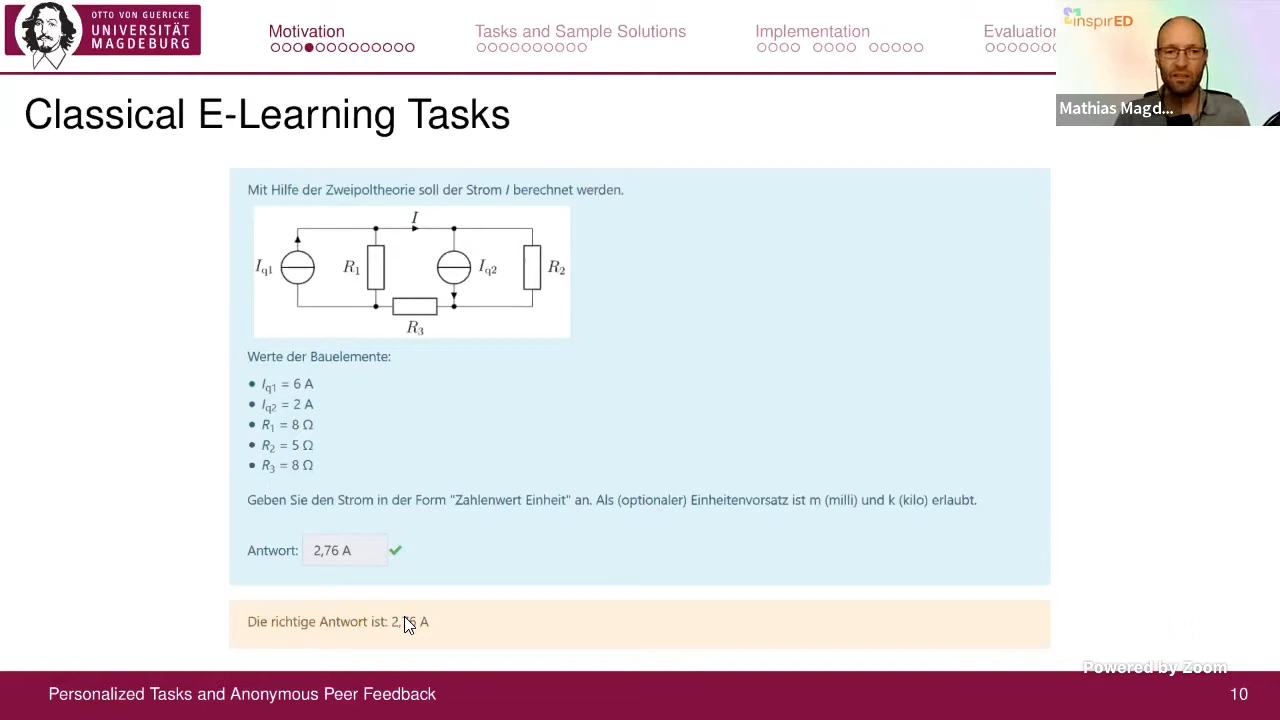 OTTO VON GUERICKE
UNIVERSITÄT
MAGDEBURG
Motivation
Tasks and Sample Solutions
Implementation
Evaluation
inspirED
Mathias Magd...
Classical E-Learning Tasks
Mit Hilfe der Zweipoltheorie soll der Strom I berechnet werden.
I
Iq1
R1
Iq2
R2
R3
Werte der Bauelemente:
• Iq1 = 6 A
• Iq2 = 2 A
• R1 = 8 Ω
• R2 = 5 Ω
• R3 = 8 Ω
Geben Sie den Strom in der Form "Zahlenwert Einheit" an. Als (optionaler) Einheitenvorsatz ist m (milli) und k (kilo) erlaubt.
Antwort: 2,76 A
Die richtige Antwort ist: 2,76 A
Powered by Zoom
Personalized Tasks and Anonymous Peer Feedback
10